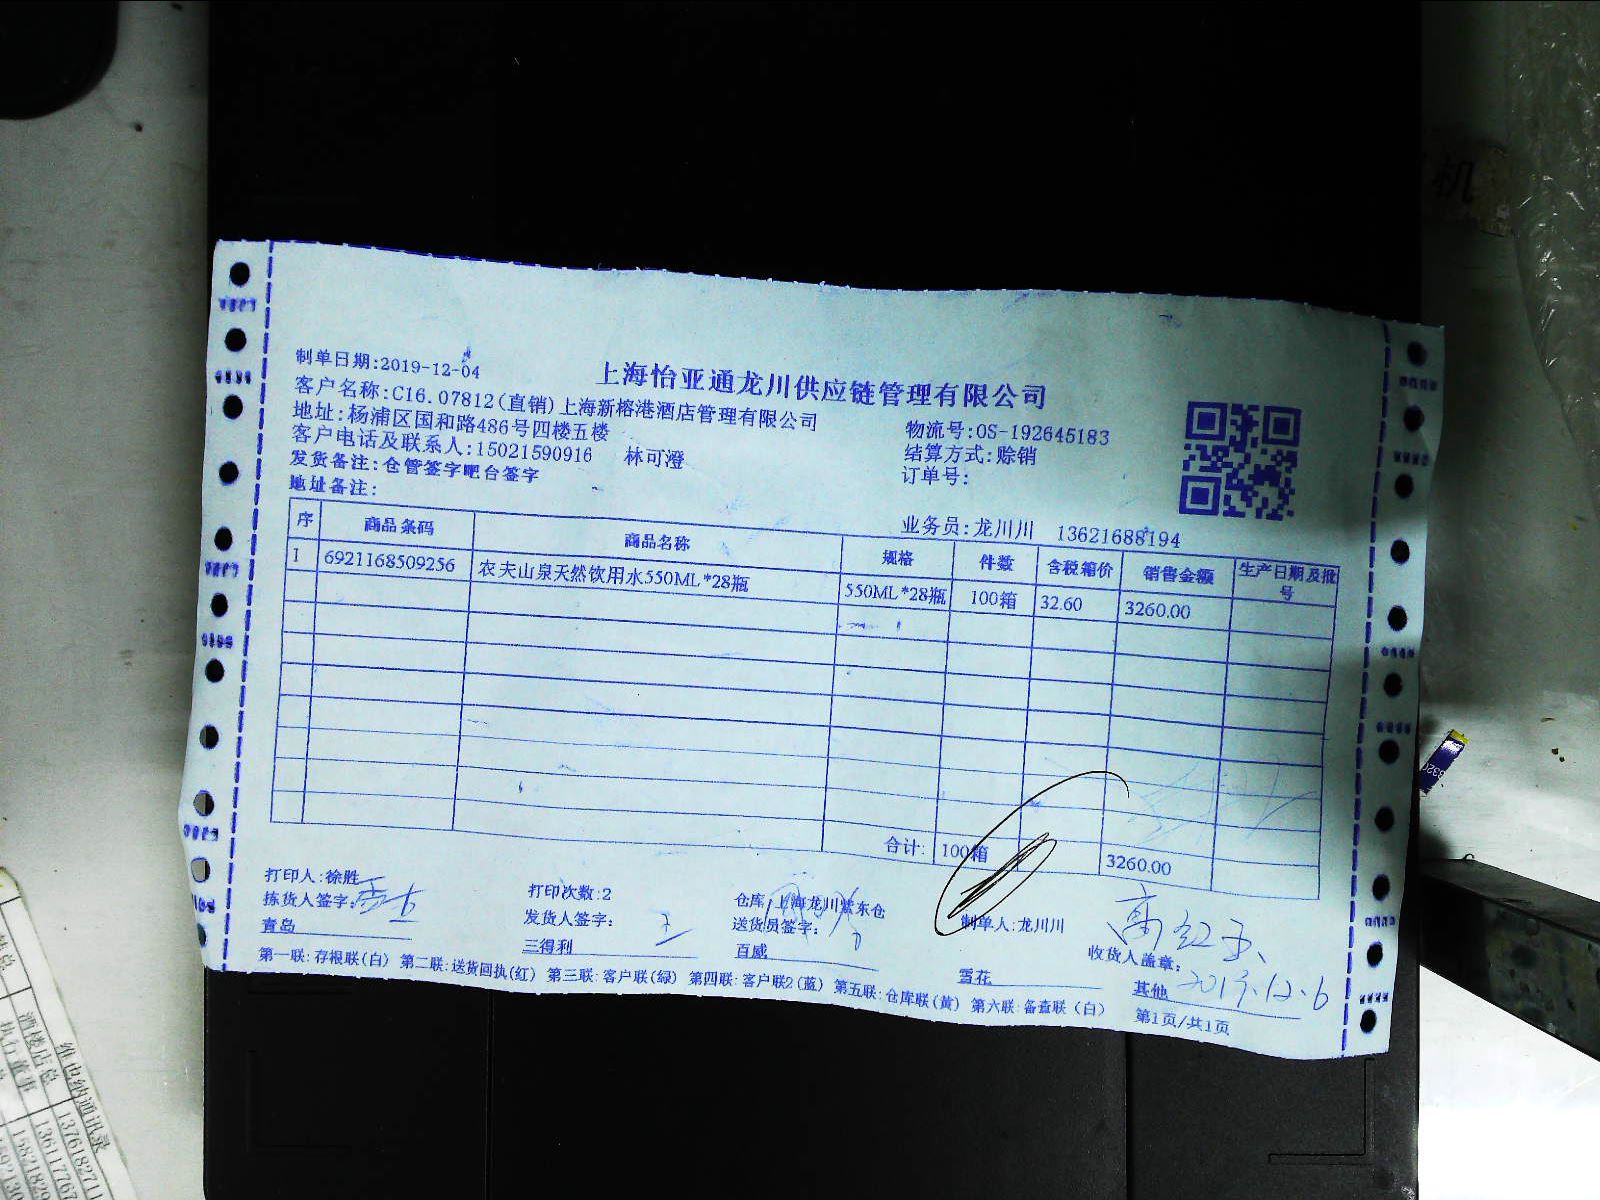 上海怡亚通龙川供应链管理有限公司
制单日期:2019-12-04
客户名称:C16.07812(直销)上海新榕港酒店管理有限公司
地址:杨浦区国和路486号四楼五楼
物流号:OS-192645183
客户电话及联系人:15021590916 林可澄
结算方式:赊销
发货备注:仓管签字吧台签字
订单号:
地址备注:
业务员:龙川川 13621688194
序 商品条码 商品名称 规格 件数 含税箱价 销售金额 生产日期及批号
1 6921168509256 农夫山泉天然饮用水550ML*28瓶 550ML*28瓶 100箱 32.60 3260.00
合计: 100箱 3260.00
打印人:徐胜 打印次数:2 仓库:上海龙川紫东仓 制单人:龙川川
拣货人签字: 发货人签字: 送货员签字: 收货人盖章:
青岛 三得利 百威 雪花 其他 2019.12.6
第一联:存根联(白) 第二联:送货回执(红) 第三联:客户联(绿) 第四联:客户联2(蓝) 第五联:仓库联(黄) 第六联:备查联(白) 第1页/共1页
机
维也纳通讯录
酒楼店总
执行董事